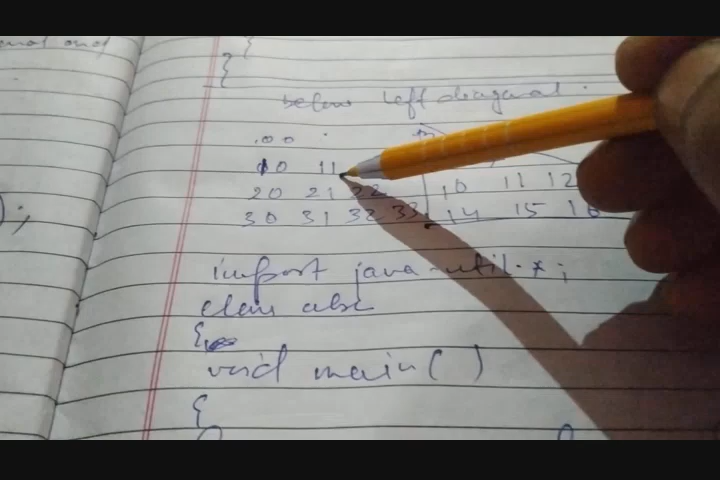 }
}
below left diagonal
00
10 11
20 21 22 10 11 12
30 31 32 33 14 15 16
import java.util.*;
class abc
{
void main( )
{
);